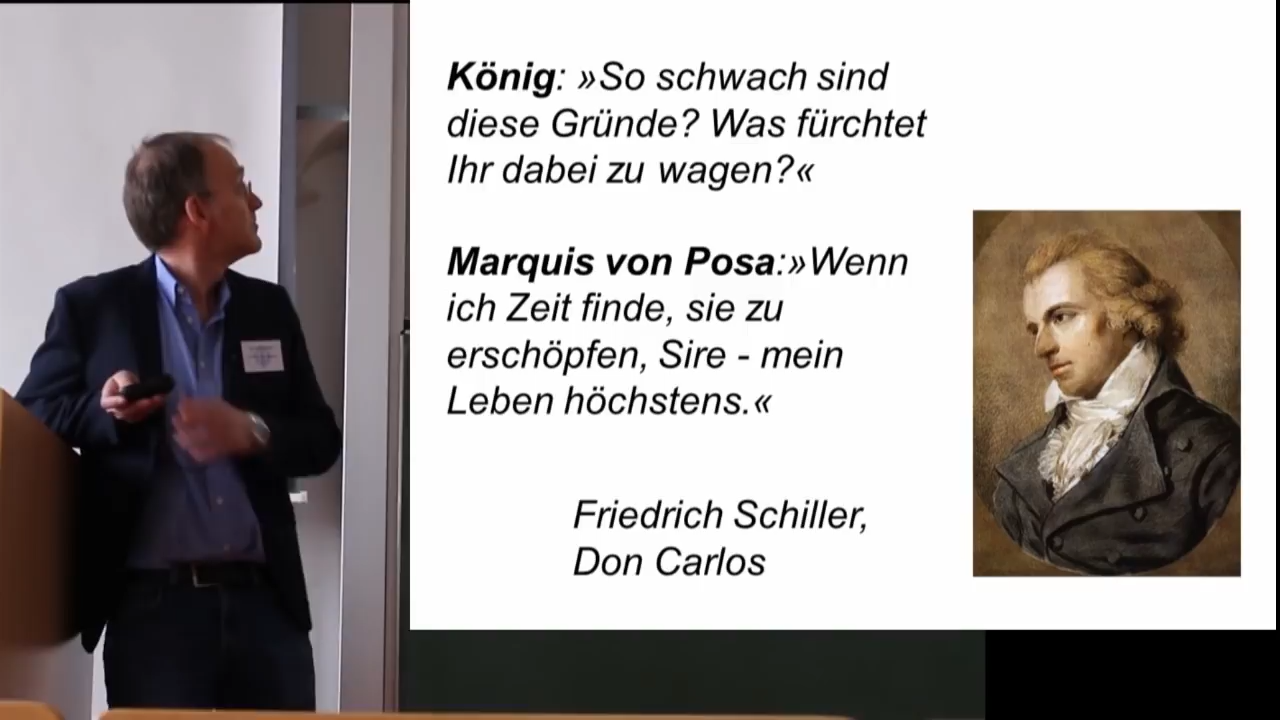 König: »So schwach sind
diese Gründe? Was fürchtet
Ihr dabei zu wagen?«
Marquis von Posa:»Wenn
ich Zeit finde, sie zu
erschöpfen, Sire - mein
Leben höchstens.«
Friedrich Schiller,
Don Carlos